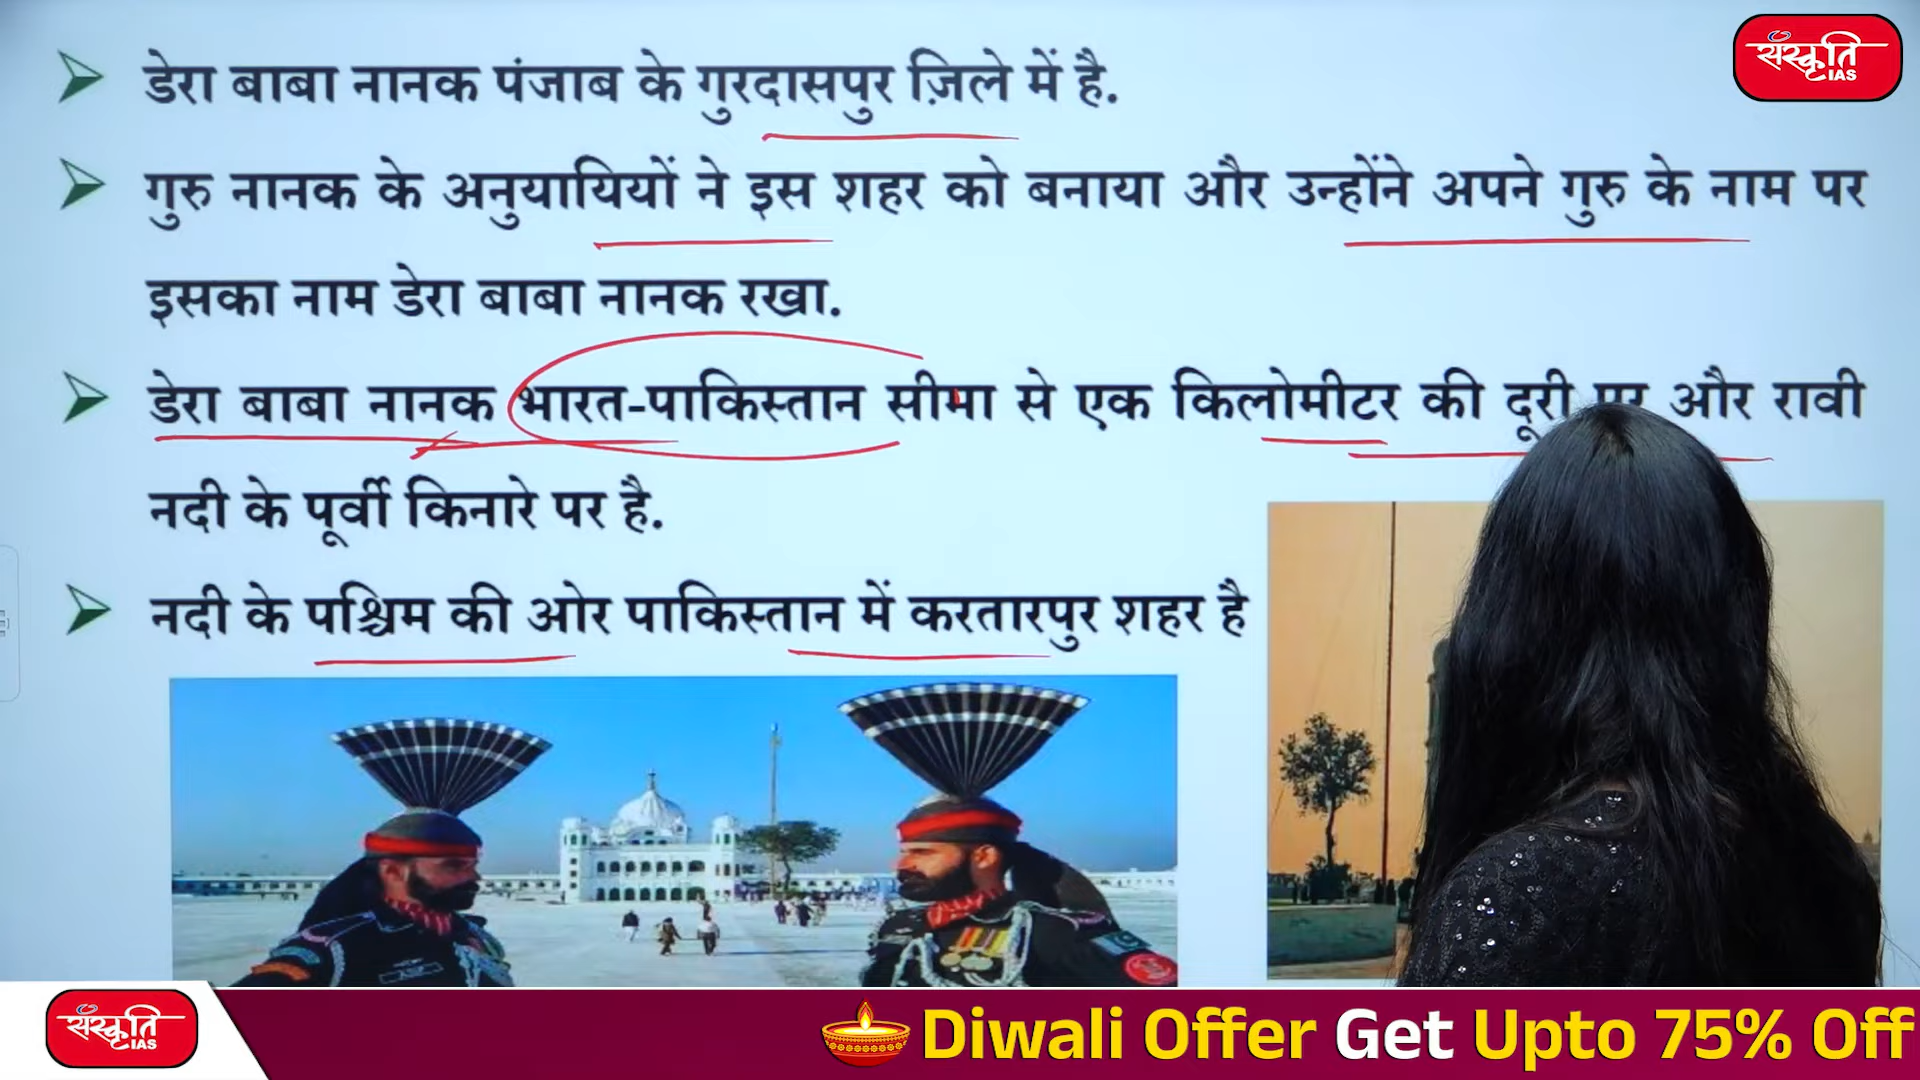 संस्कृति
IAS
डेरा बाबा नानक पंजाब के गुरदासपुर ज़िले में है.
गुरु नानक के अनुयायियों ने इस शहर को बनाया और उन्होंने अपने गुरु के नाम पर
इसका नाम डेरा बाबा नानक रखा.
डेरा बाबा नानक भारत-पाकिस्तान सीमा से एक किलोमीटर की दूरी पर और रावी
नदी के पूर्वी किनारे पर है.
नदी के पश्चिम की ओर पाकिस्तान में करतारपुर शहर है
संस्कृति
IAS
Diwali Offer Get Upto 75% Off